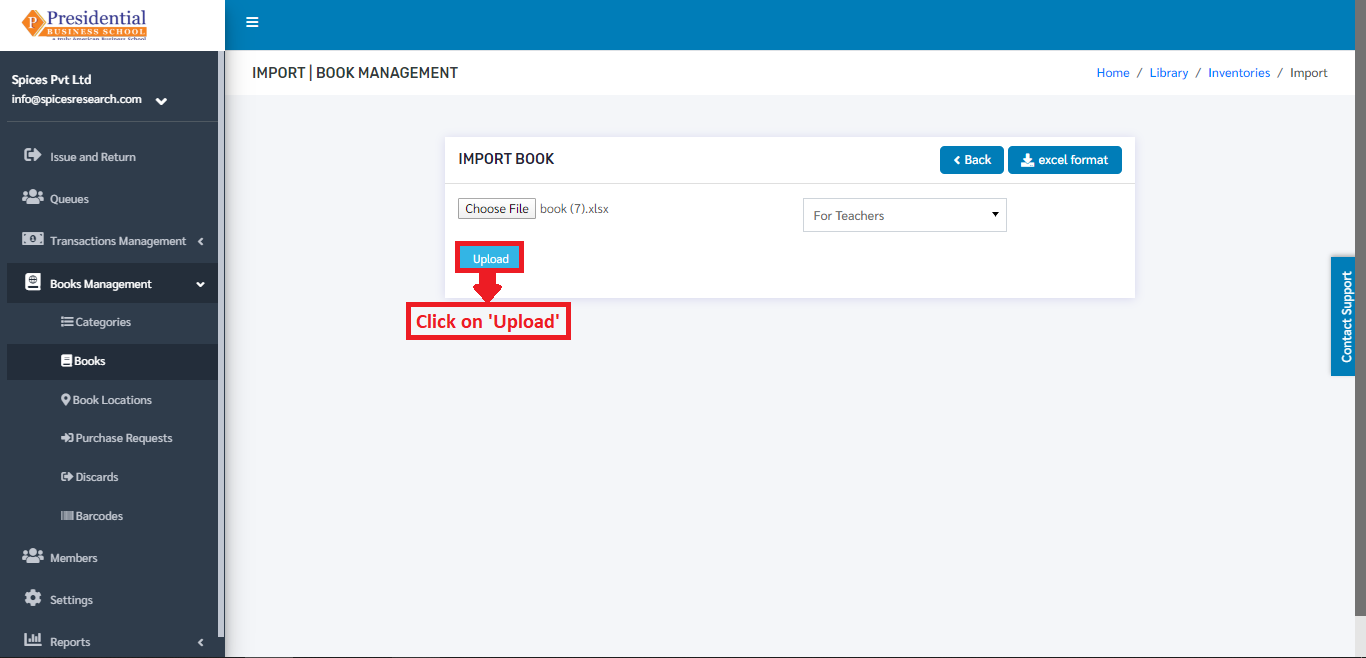 P
Presidential
BUSINESS SCHOOL
a truly American Business School
Spices Pvt Ltd
info@spicesresearch.com
Issue and Return
Queues
Transactions Management
Books Management
Categories
Books
Book Locations
Purchase Requests
Discards
Barcodes
Members
Settings
Reports
IMPORT | BOOK MANAGEMENT
Home / Library / Inventories / Import
IMPORT BOOK
Back
excel format
Choose File book (7).xlsx
For Teachers
Upload
Click on 'Upload'
Contact Support